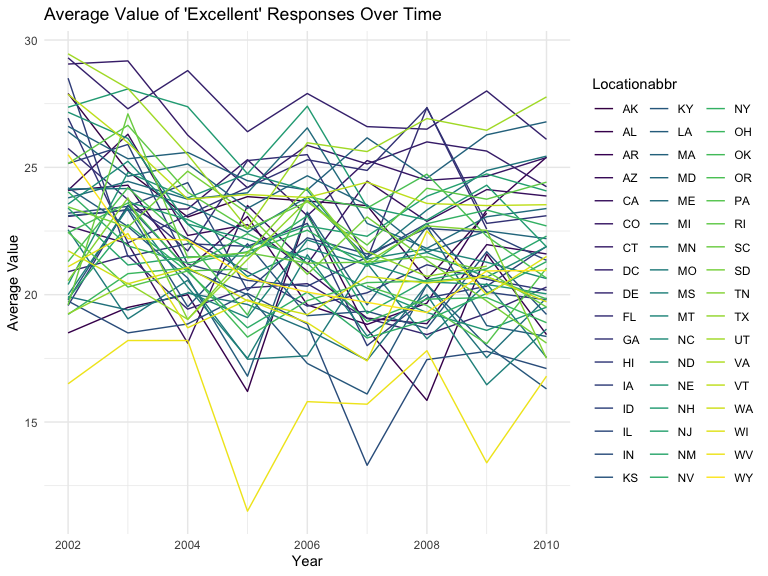 Average Value of 'Excellent' Responses Over Time
30
25
20
15
Average Value
2002 2004 2006 2008 2010
Year
Locationabbr
AK KY NY
AL LA OH
AR MA OK
AZ MD OR
CA ME PA
CO MI RI
CT MN SC
DC MO SD
DE MS TN
FL MT TX
GA NC UT
HI ND VA
IA NE VT
ID NH WA
IL NJ WI
IN NM WV
KS NV WY